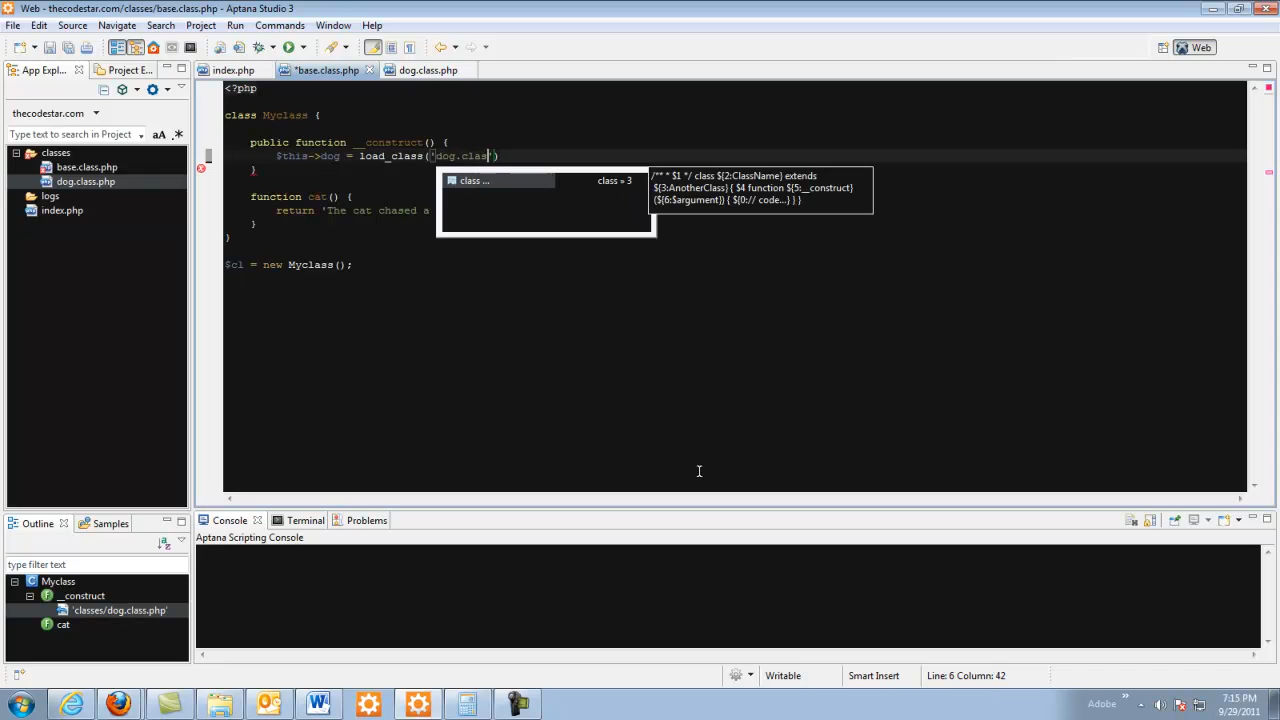 Web - thecodestar.com/classes/base.class.php - Aptana Studio 3
File Edit Source Navigate Search Project Run Commands Window Help
Web
App Expl...
Project E...
index.php
*base.class.php
dog.class.php
thecodestar.com
Type text to search in Project
aA .*
classes
base.class.php
dog.class.php
logs
index.php
<?php
class Myclass {
public function __construct() {
$this->dog = load_class('dog.clas')
}
function cat() {
return 'The cat chased a
}
}
$cl = new Myclass();
class ... class » 3
/** * $1 */ class ${2:ClassName} extends
${3:AnotherClass} { $4 function ${5:__construct}
(${6:$argument}) { ${0:// code...} } }
Outline
Samples
type filter text
Myclass
__construct
'classes/dog.class.php'
cat
Console
Terminal
Problems
Aptana Scripting Console
Writable
Smart Insert
Line: 6 Column: 42
Adobe
7:15 PM
9/29/2011